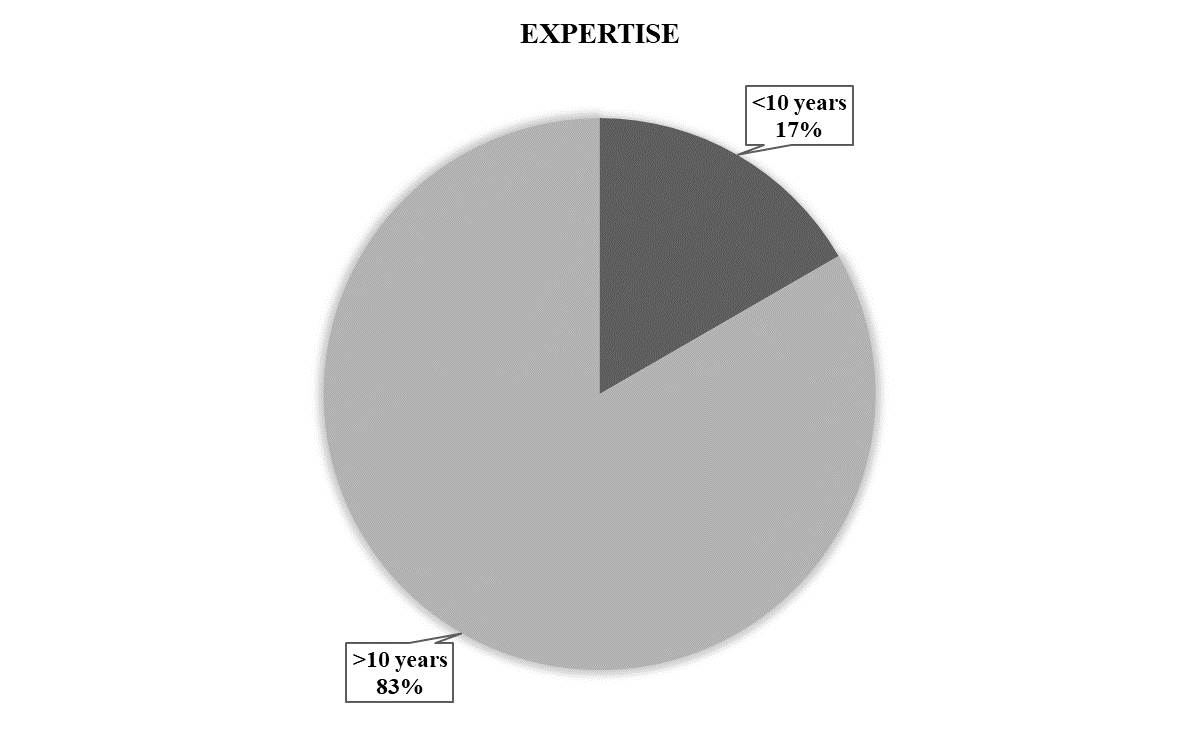 EXPERTISE
<10 years
17%
>10 years
83%